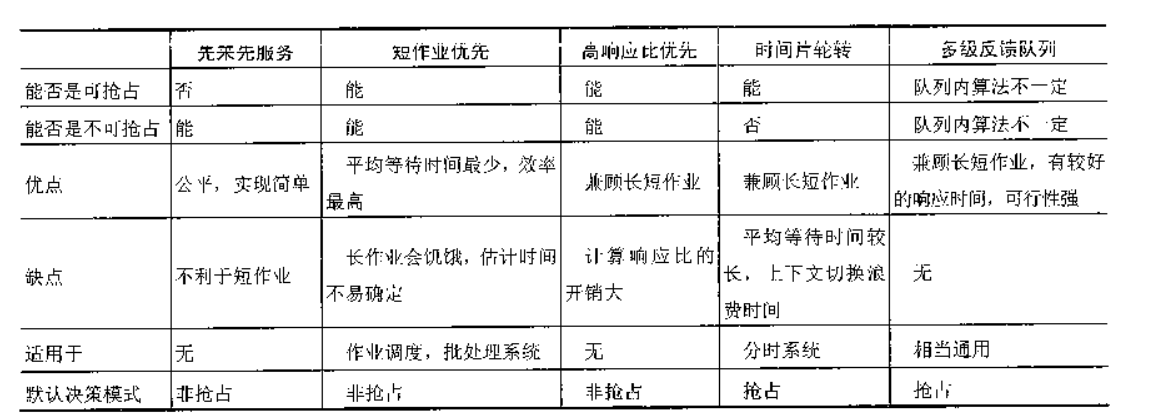 先来先服务 短作业优先 高响应比优先 时间片轮转 多级反馈队列
能否是可抢占 否 能 能 能 队列内算法不一定
能否是不可抢占 能 能 能 否 队列内算法不一定
优点 公平，实现简单 平均等待时间最少，效率最高 兼顾长短作业 兼顾长短作业 兼顾长短作业，有较好的响应时间，可行性强
缺点 不利于短作业 长作业会饥饿，估计时间不易确定 计算响应比的开销大 平均等待时间较长，上下文切换浪费时间 无
适用于 无 作业调度，批处理系统 无 分时系统 相当通用
默认决策模式 非抢占 非抢占 非抢占 抢占 抢占